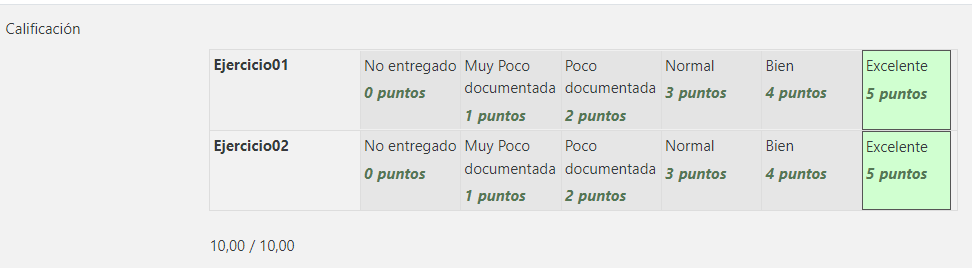 Calificación
Ejercicio01
No entregado
0 puntos
Muy Poco
documentada
1 puntos
Poco
documentada
2 puntos
Normal
3 puntos
Bien
4 puntos
Excelente
5 puntos
Ejercicio02
No entregado
0 puntos
Muy Poco
documentada
1 puntos
Poco
documentada
2 puntos
Normal
3 puntos
Bien
4 puntos
Excelente
5 puntos
10,00 / 10,00